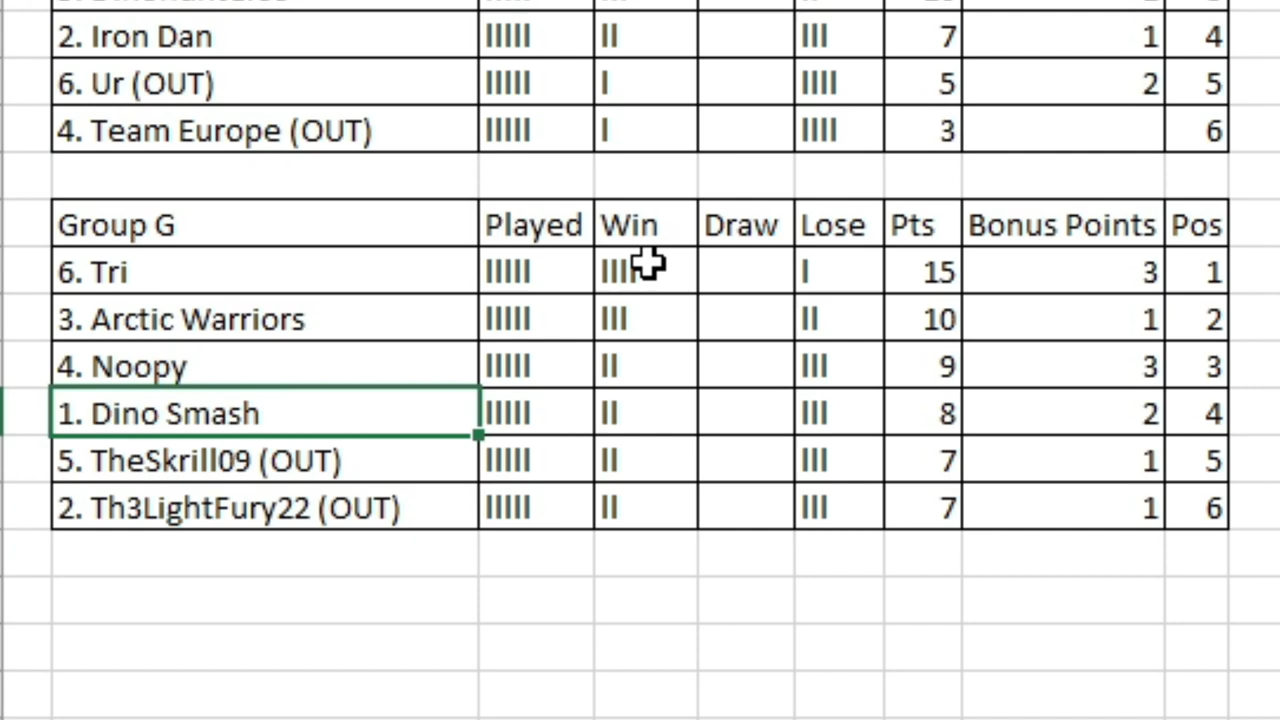 2. Iron Dan IIIII II III 7 1 4
6. Ur (OUT) IIIII I IIII 5 2 5
4. Team Europe (OUT) IIIII I IIII 3 6
Group G Played Win Draw Lose Pts Bonus Points Pos
6. Tri IIIII IIII I 15 3 1
3. Arctic Warriors IIIII III II 10 1 2
4. Noopy IIIII II III 9 3 3
1. Dino Smash IIIII II III 8 2 4
5. TheSkrill09 (OUT) IIIII II III 7 1 5
2. Th3LightFury22 (OUT) IIIII II III 7 1 6